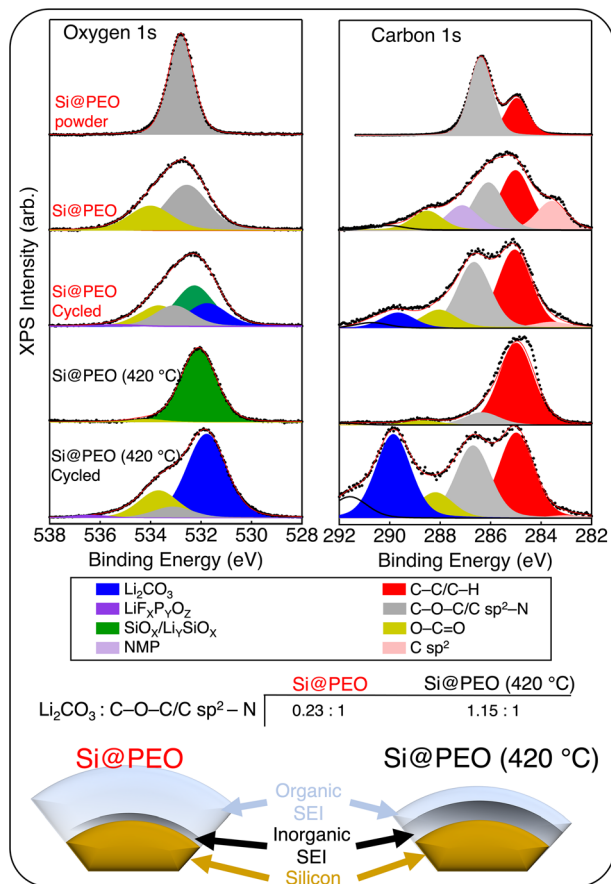 Oxygen 1s
Carbon 1s
XPS Intensity (arb.)
Si@PEO
powder
Si@PEO
Si@PEO
Cycled
Si@PEO (420 °C)
Si@PEO (420 °C)
Cycled
538 536 534 532 530 528
292 290 288 286 284 282
Binding Energy (eV)
Binding Energy (eV)
Li₂CO₃
LiFₓPᵧO_Z
SiOₓ/LiᵧSiOₓ
NMP
C–C/C–H
C–O–C/C sp²–N
O–C=O
C sp²
Si@PEO Si@PEO (420 °C)
Li₂CO₃ : C–O–C/C sp² – N 0.23 : 1 1.15 : 1
Si@PEO
Si@PEO (420 °C)
Organic
SEI
Inorganic
SEI
Silicon